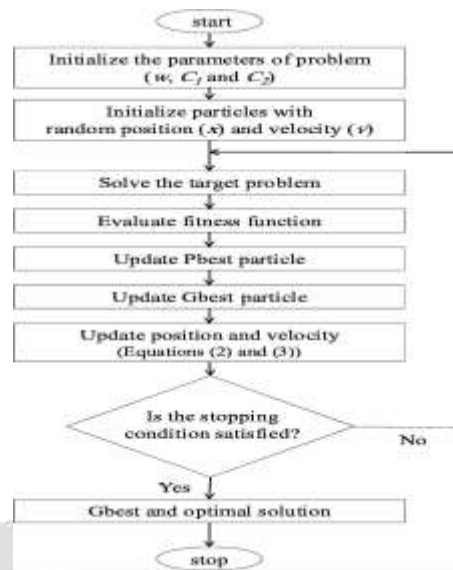 start
Initialize the parameters of problem
(w, C1 and C2)
Initialize particles with
random position (x) and velocity (v)
Solve the target problem
Evaluate fitness function
Update Pbest particle
Update Gbest particle
Update position and velocity
(Equations (2) and (3))
Is the stopping
condition satisfied?
No
Yes
Gbest and optimal solution
stop